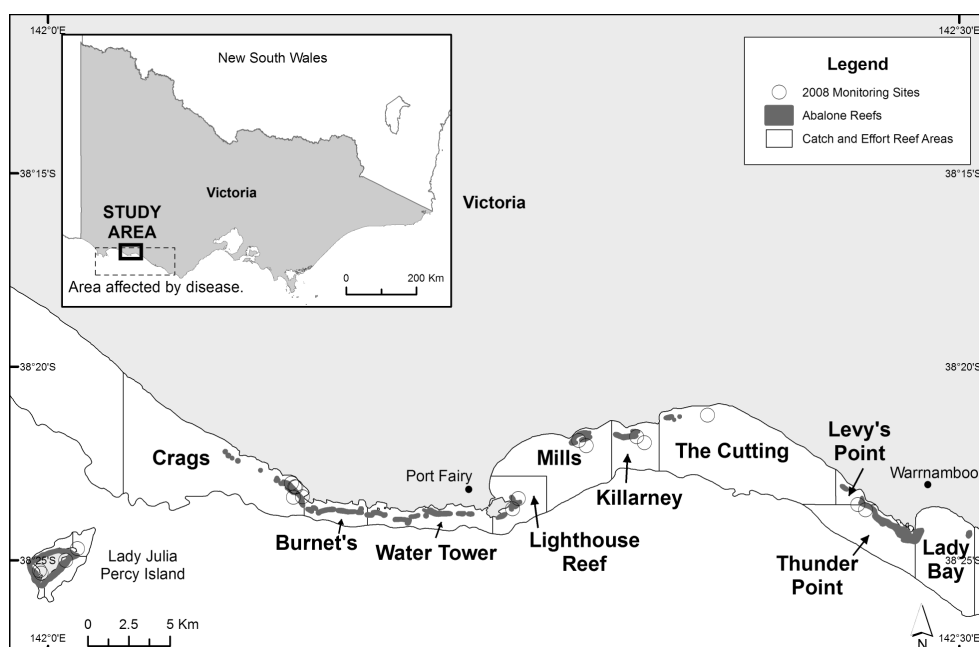 142°0'E
142°30'E
New South Wales
Victoria
STUDY
AREA
Area affected by disease.
0 200 Km
Legend
2008 Monitoring Sites
Abalone Reefs
Catch and Effort Reef Areas
38°15'S
38°15'S
Victoria
38°20'S
38°20'S
Crags
Port Fairy
Mills
The Cutting
Levy's
Point
Warnamboo
Killarney
Burnet's
Water Tower
Lighthouse
Reef
Thunder
Point
Lady
Bay
Lady Julia
Percy Island
38°25'S
38°25'S
0 2.5 5 Km
142°0'E
N
142°30'E